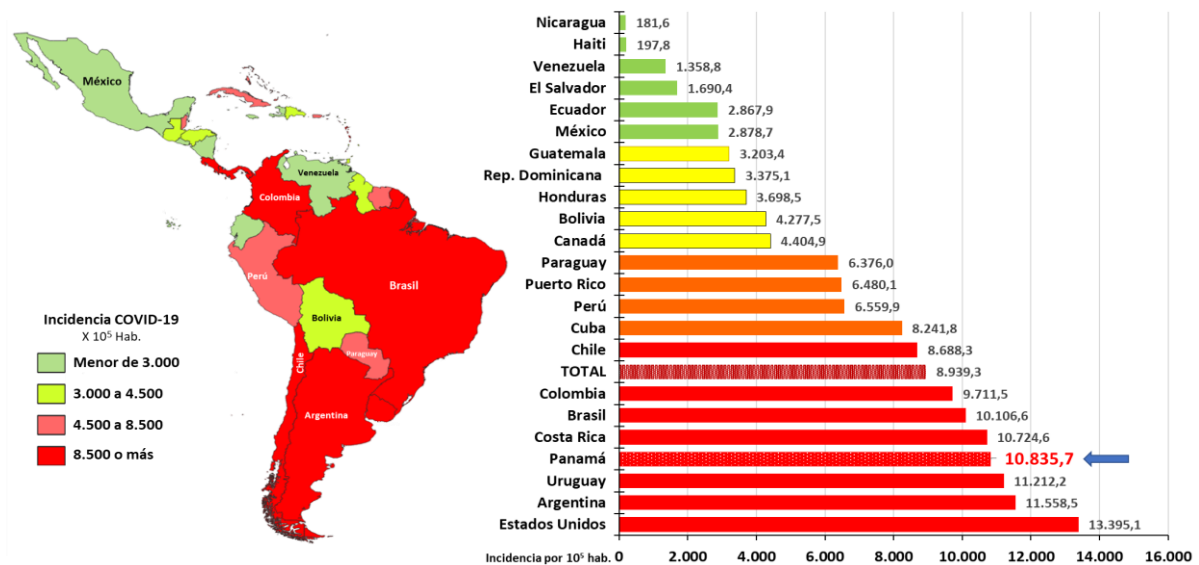 México
Venezuela
Colombia
Perú
Brasil
Bolivia
Paraguay
Chile
Argentina
Incidencia COVID-19
X 10⁵ Hab.
Menor de 3.000
3.000 a 4.500
4.500 a 8.500
8.500 o más
Nicaragua 181,6
Haiti 197,8
Venezuela 1.358,8
El Salvador 1.690,4
Ecuador 2.867,9
México 2.878,7
Guatemala 3.203,4
Rep. Dominicana 3.375,1
Honduras 3.698,5
Bolivia 4.277,5
Canadá 4.404,9
Paraguay 6.376,0
Puerto Rico 6.480,1
Perú 6.559,9
Cuba 8.241,8
Chile 8.688,3
TOTAL 8.939,3
Colombia 9.711,5
Brasil 10.106,6
Costa Rica 10.724,6
Panamá 10.835,7
Uruguay 11.212,2
Argentina 11.558,5
Estados Unidos 13.395,1
Incidencia por 10⁵ hab. 0 2.000 4.000 6.000 8.000 10.000 12.000 14.000 16.000